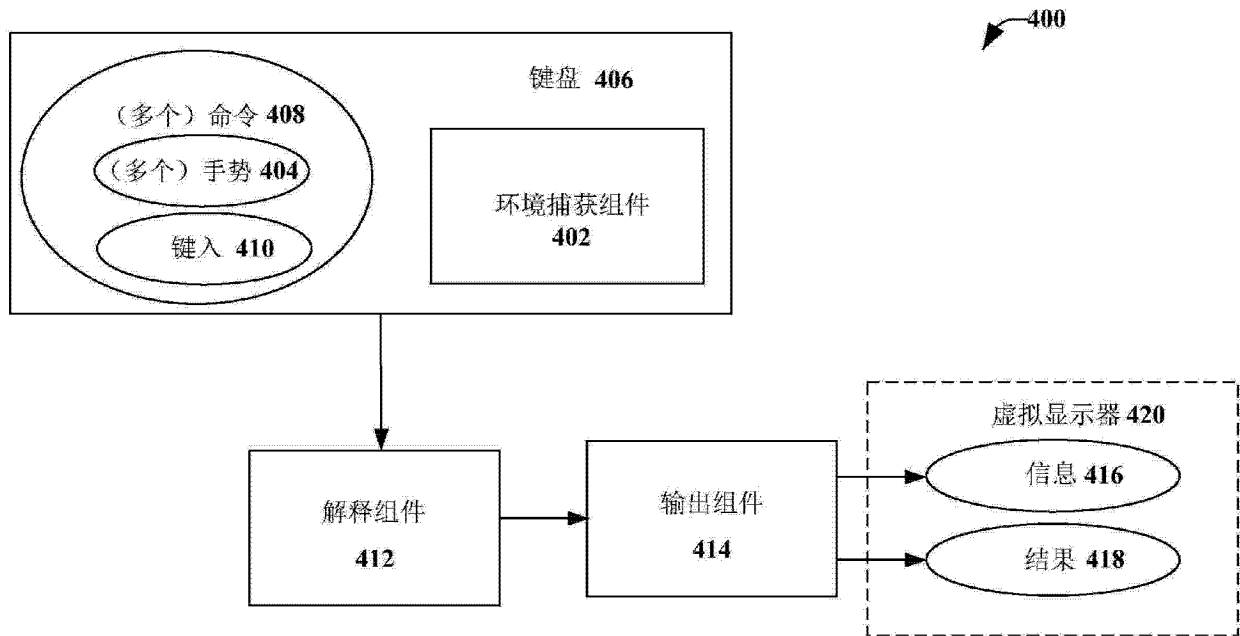 400
键盘 406
（多个）命令 408
（多个）手势 404
键入 410
环境捕获组件
402
虚拟显示器 420
信息 416
结果 418
解释组件
412
输出组件
414